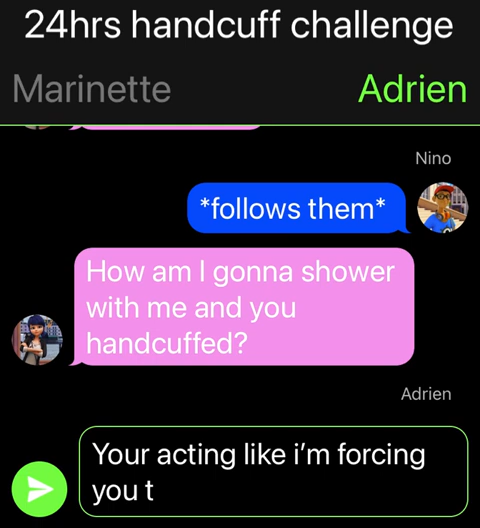 24hrs handcuff challenge
Marinette Adrien
Nino
*follows them*
How am I gonna shower
with me and you
handcuffed?
Adrien
Your acting like i’m forcing
you t